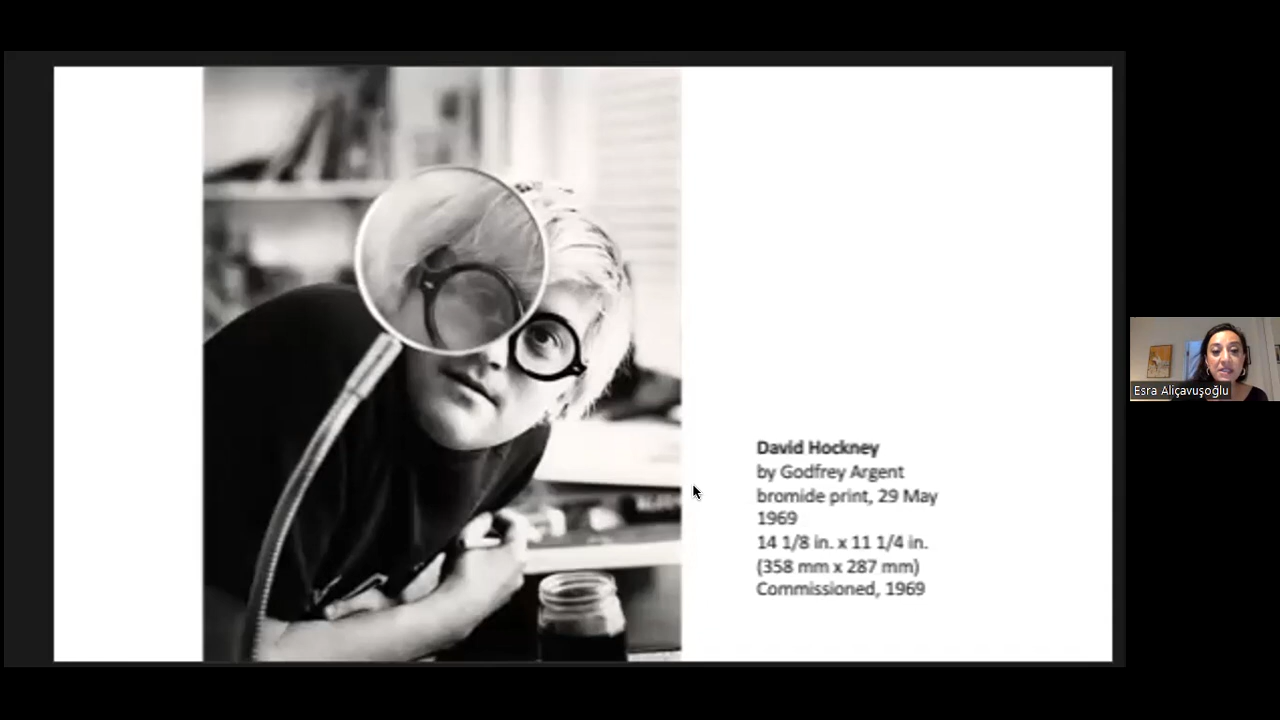 David Hockney
by Godfrey Argent
bromide print, 29 May
1969
14 1/8 in. x 11 1/4 in.
(358 mm x 287 mm)
Commissioned, 1969
Esra Aliçavuşoğlu